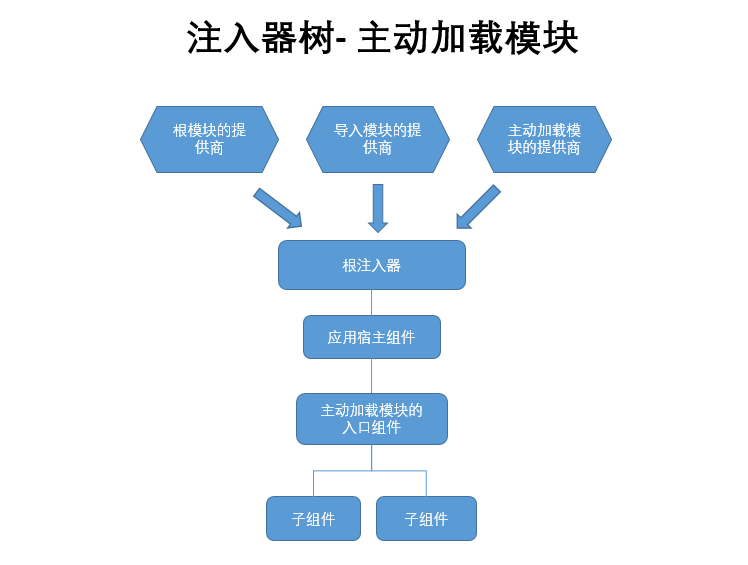 注入器树- 主动加载模块
根模块的提
供商
导入模块的提
供商
主动加载模
块的提供商
根注入器
应用宿主组件
主动加载模块的
入口组件
子组件
子组件